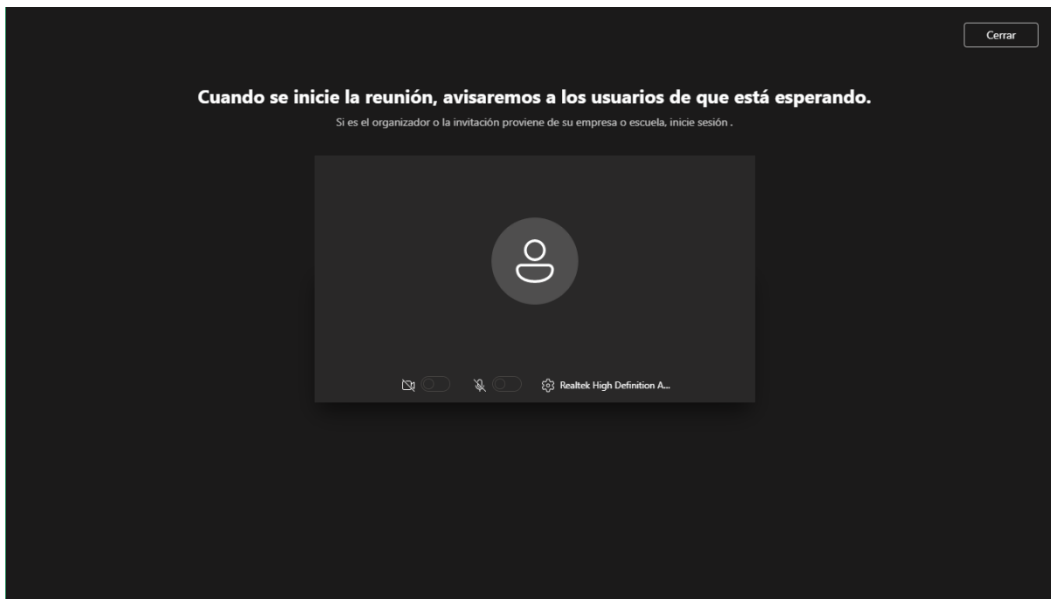 Cerrar
Cuando se inicie la reunión, avisaremos a los usuarios de que está esperando.
Si es el organizador o la invitación proviene de su empresa o escuela, inicie sesión .
Realtek High Definition A...